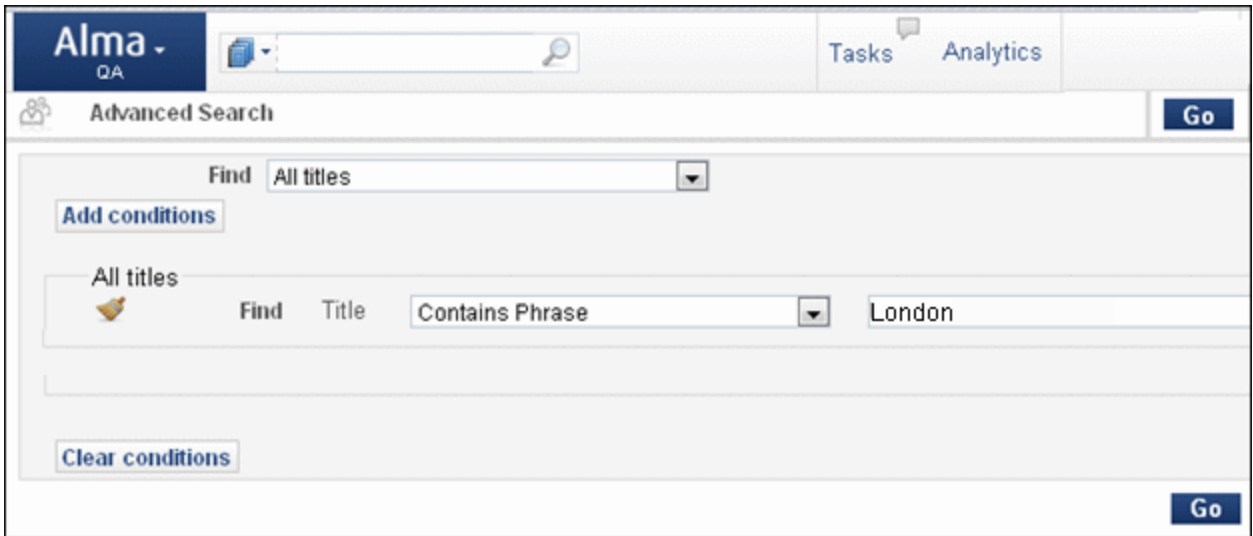 Alma
QA
Tasks
Analytics
Advanced Search
Go
Find All titles
Add conditions
All titles
Find Title Contains Phrase London
Clear conditions
Go